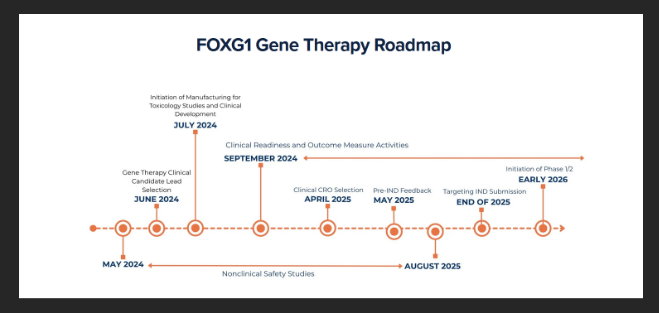 FOXG1 Gene Therapy Roadmap
Initiation of Manufacturing for
Toxicology Studies and Clinical
Development
JULY 2024
Clinical Readiness and Outcome Measure Activities
SEPTEMBER 2024
Gene Therapy Clinical
Candidate Lead
Selection
JUNE 2024
Clinical CRO Selection
APRIL 2025
Pre-IND Feedback
MAY 2025
Targeting IND Submission
END OF 2025
Initiation of Phase 1/2
EARLY 2026
MAY 2024
Nonclinical Safety Studies
AUGUST 2025